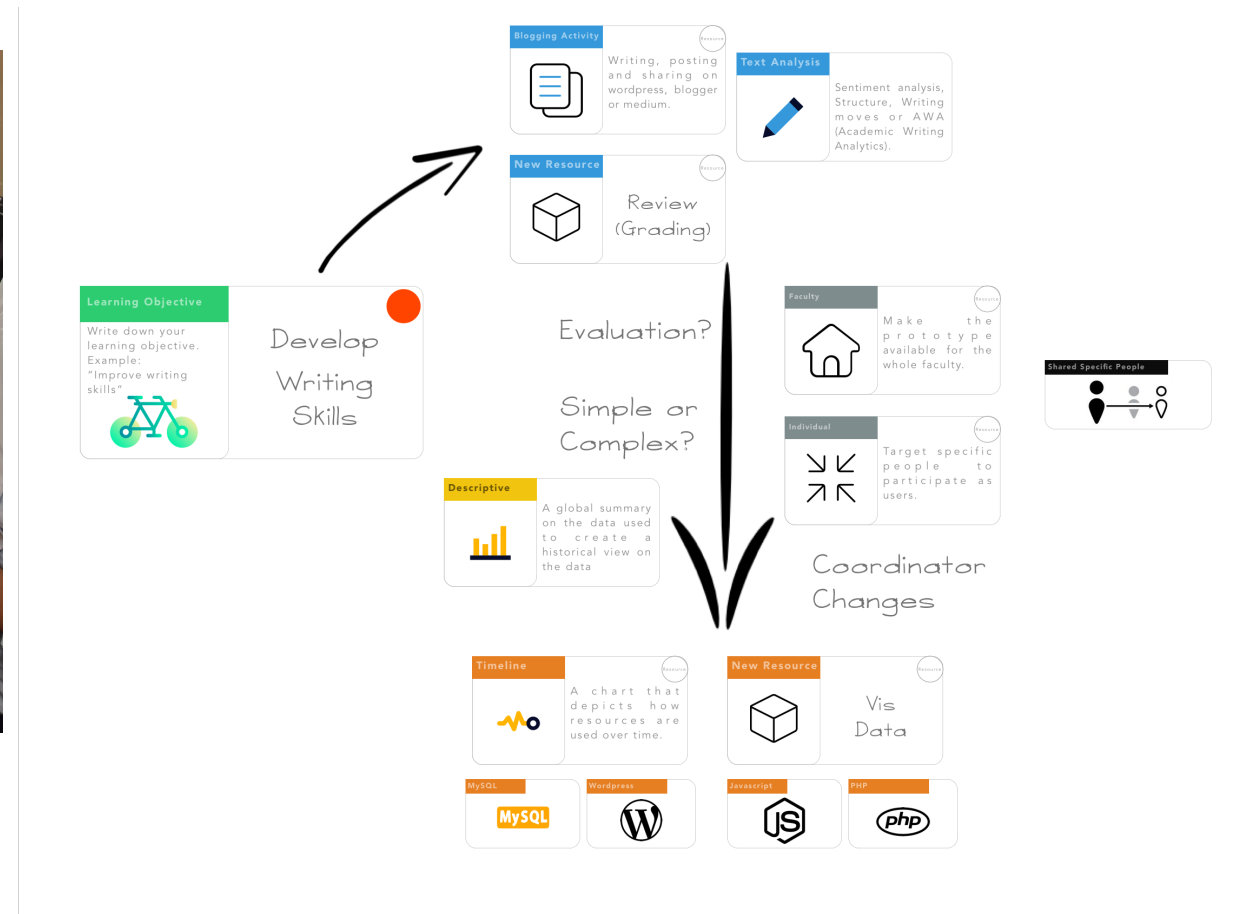 Blogging Activity
Resource
Writing, posting
and sharing on
wordpress, blogger
or medium.
Text Analysis
Sentiment analysis,
Structure, Writing
moves or AWA
(Academic Writing
Analytics).
New Resource
Resource
Review
(Grading)
Learning Objective
Write down your
learning objective.
Example:
“Improve writing
skills”
Develop
Writing
Skills
Evaluation?
Simple or
Complex?
Faculty
Resource
Make the
prototype
available for the
whole faculty.
Shared Specific People
Individual
Resource
Target specific
people to
participate as
users.
Descriptive
A global summary
on the data used
to create a
historical view on
the data
Coordinator
Changes
Timeline
Resource
A chart that
depicts how
resources are
used over time.
New Resource
Resource
Vis
Data
MySQL
MySQL
Wordpress
W
Javascript
JS
PHP
php